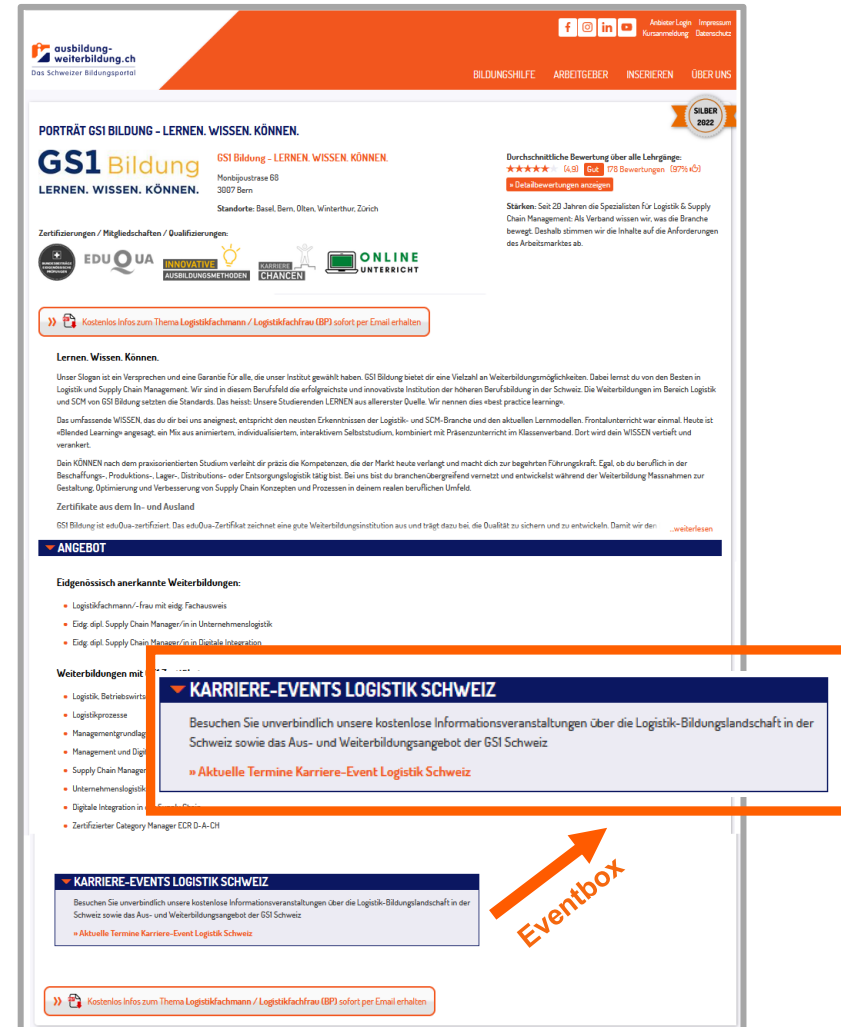 Anbieter Login Impressum
Kursanmeldung Datenschutz
ausbildung-
weiterbildung.ch
Das Schweizer Bildungsportal
BILDUNGSHILFE ARBEITGEBER INSERIEREN ÜBER UNS
SILBER
2022
PORTRÄT GS1 BILDUNG – LERNEN. WISSEN. KÖNNEN.
GS1 Bildung
LERNEN. WISSEN. KÖNNEN.
GS1 Bildung – LERNEN. WISSEN. KÖNNEN.
Monbijoustrasse 68
3007 Bern
Standorte: Basel, Bern, Olten, Winterthur, Zürich
Durchschnittliche Bewertung über alle Lehrgänge:
(4,9) Gut 178 Bewertungen (97% )
» Detailbewertungen anzeigen
Stärken: Seit 20 Jahren die Spezialisten für Logistik & Supply
Chain Management: Als Verband wissen wir, was die Branche
bewegt. Deshalb stimmen wir die Inhalte auf die Anforderungen
des Arbeitsmarktes ab.
Zertifizierungen / Mitgliedschaften / Qualifizierungen:
EDUQUA
INNOVATIVE
AUSBILDUNGSMETHODEN
KARRIERE
CHANCEN
ONLINE
UNTERRICHT
Kostenlos Infos zum Thema Logistikfachmann / Logistikfachfrau (BP) sofort per Email erhalten
Lernen. Wissen. Können.
Unser Slogan ist ein Versprechen und eine Garantie für alle, die unser Institut gewählt haben. GS1 Bildung bietet dir eine Vielzahl an Weiterbildungsmöglichkeiten. Dabei lernst du von den Besten in
Logistik und Supply Chain Management. Wir sind in diesem Berufsfeld die erfolgreichste und innovativste Institution der höheren Berufsbildung in der Schweiz. Die Weiterbildungen im Bereich Logistik
und SCM von GS1 Bildung setzten die Standards. Das heisst: Unsere Studierenden LERNEN aus allererster Quelle. Wir nennen dies «best practice learning».
Das umfassende WISSEN, das du dir bei uns aneignest, entspricht den neusten Erkenntnissen der Logistik- und SCM-Branche und den aktuellen Lernmodellen. Frontalunterricht war einmal. Heute ist
«Blended Learning» angesagt, ein Mix aus animiertem, individualisiertem, interaktivem Selbststudium, kombiniert mit Präsenzunterricht im Klassenverband. Dort wird dein WISSEN vertieft und
verankert.
Dein KÖNNEN nach dem praxisorientierten Studium verleiht dir präzis die Kompetenzen, die der Markt heute verlangt und macht dich zur begehrten Führungskraft. Egal, ob du beruflich in der
Beschaffungs-, Produktions-, Lager-, Distributions- oder Entsorgungslogistik tätig bist. Bei uns bist du branchenübergreifend vernetzt und entwickelst während der Weiterbildung Massnahmen zur
Gestaltung, Optimierung und Verbesserung von Supply Chain Konzepten und Prozessen in deinem realen beruflichen Umfeld.
Zertifikate aus dem In- und Ausland
GS1 Bildung ist eduQua-zertifiziert. Das eduQua-Zertifikat zeichnet eine gute Weiterbildungsinstitution aus und trägt dazu bei, die Qualität zu sichern und zu entwickeln. Damit wir der ...weiterlesen
ANGEBOT
Eidgenössisch anerkannte Weiterbildungen:
Logistikfachmann/-frau mit eidg. Fachausweis
Eidg. dipl. Supply Chain Manager/in in Unternehmenslogistik
Eidg. dipl. Supply Chain Manager/in in Digitale Integration
Weiterbildungen mit
Logistik, Betriebswirts
Logistikprozesse
Managementgrundlag
Management und Digi
Supply Chain Manager
Unternehmenslogistik
Digitale Integration in
Zertifizierter Category Manager ECR D-A-CH
KARRIERE-EVENTS LOGISTIK SCHWEIZ
Besuchen Sie unverbindlich unsere kostenlose Informationsveranstaltungen über die Logistik-Bildungslandschaft in der
Schweiz sowie das Aus- und Weiterbildungsangebot der GS1 Schweiz
» Aktuelle Termine Karriere-Event Logistik Schweiz
Eventbox
KARRIERE-EVENTS LOGISTIK SCHWEIZ
Besuchen Sie unverbindlich unsere kostenlose Informationsveranstaltungen über die Logistik-Bildungslandschaft in der
Schweiz sowie das Aus- und Weiterbildungsangebot der GS1 Schweiz
» Aktuelle Termine Karriere-Event Logistik Schweiz
Kostenlos Infos zum Thema Logistikfachmann / Logistikfachfrau (BP) sofort per Email erhalten